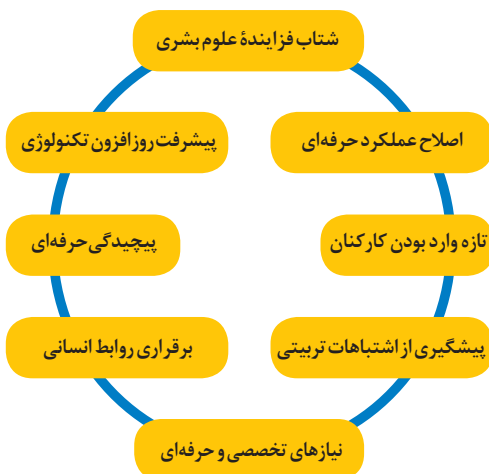 شتاب فزایندهٔ علوم بشری
اصلاح عملکرد حرفه‌ای
پیشرفت روزافزون تکنولوژی
تازه وارد بودن کارکنان
پیچیدگی حرفه‌ای
پیشگیری از اشتباهات تربیتی
برقراری روابط انسانی
نیازهای تخصصی و حرفه‌ای